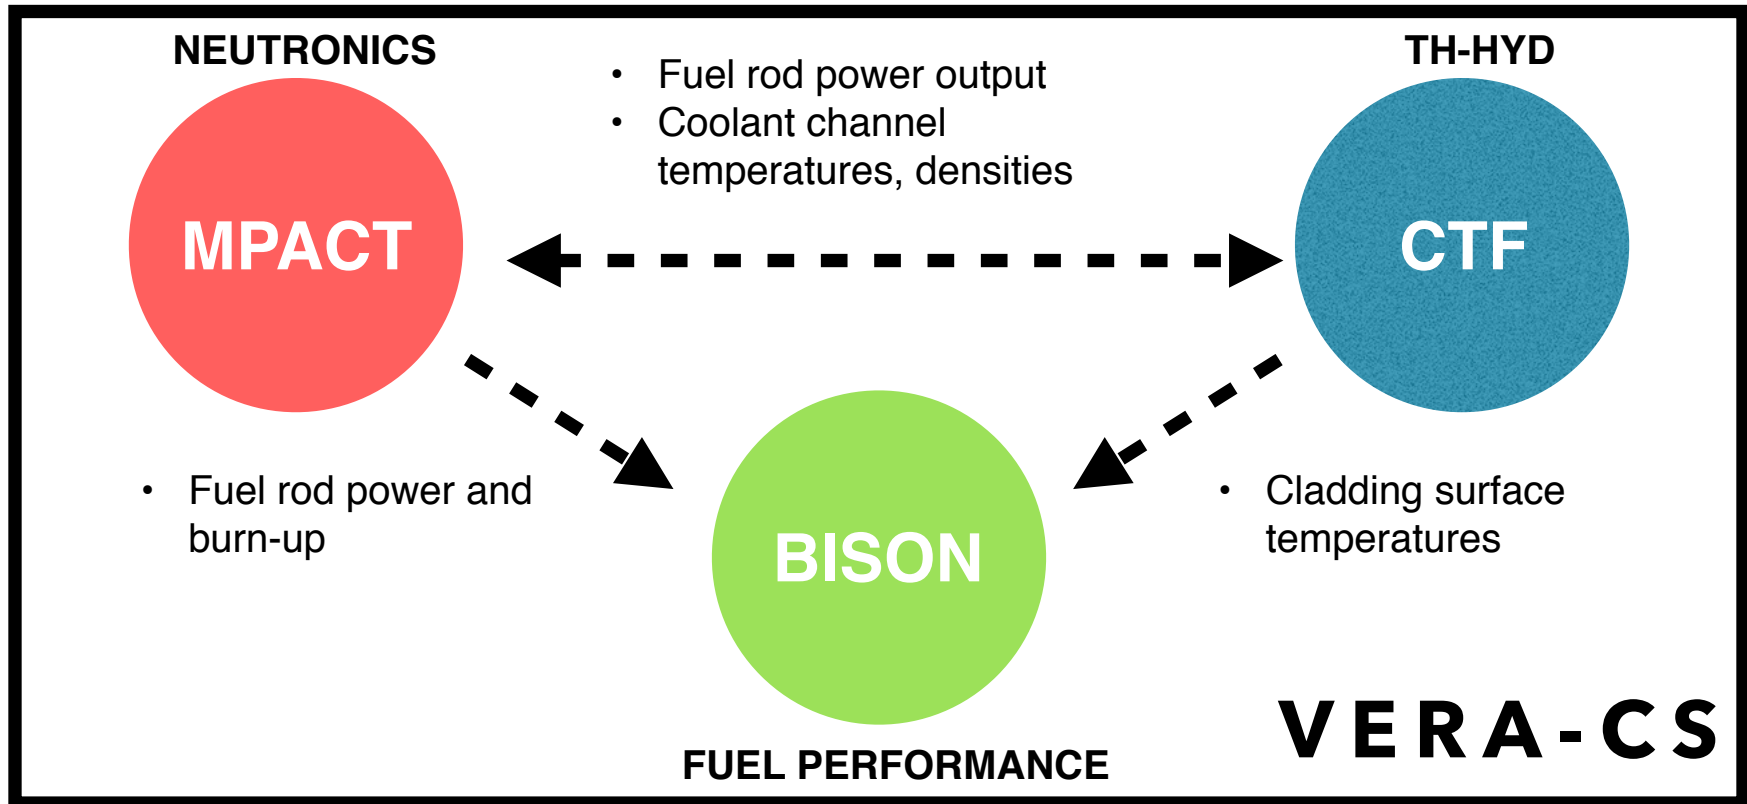 NEUTRONICS
TH-HYD
• Fuel rod power output
• Coolant channel
temperatures, densities
MPACT
CTF
• Fuel rod power and
burn-up
• Cladding surface
temperatures
BISON
FUEL PERFORMANCE
VERA-CS